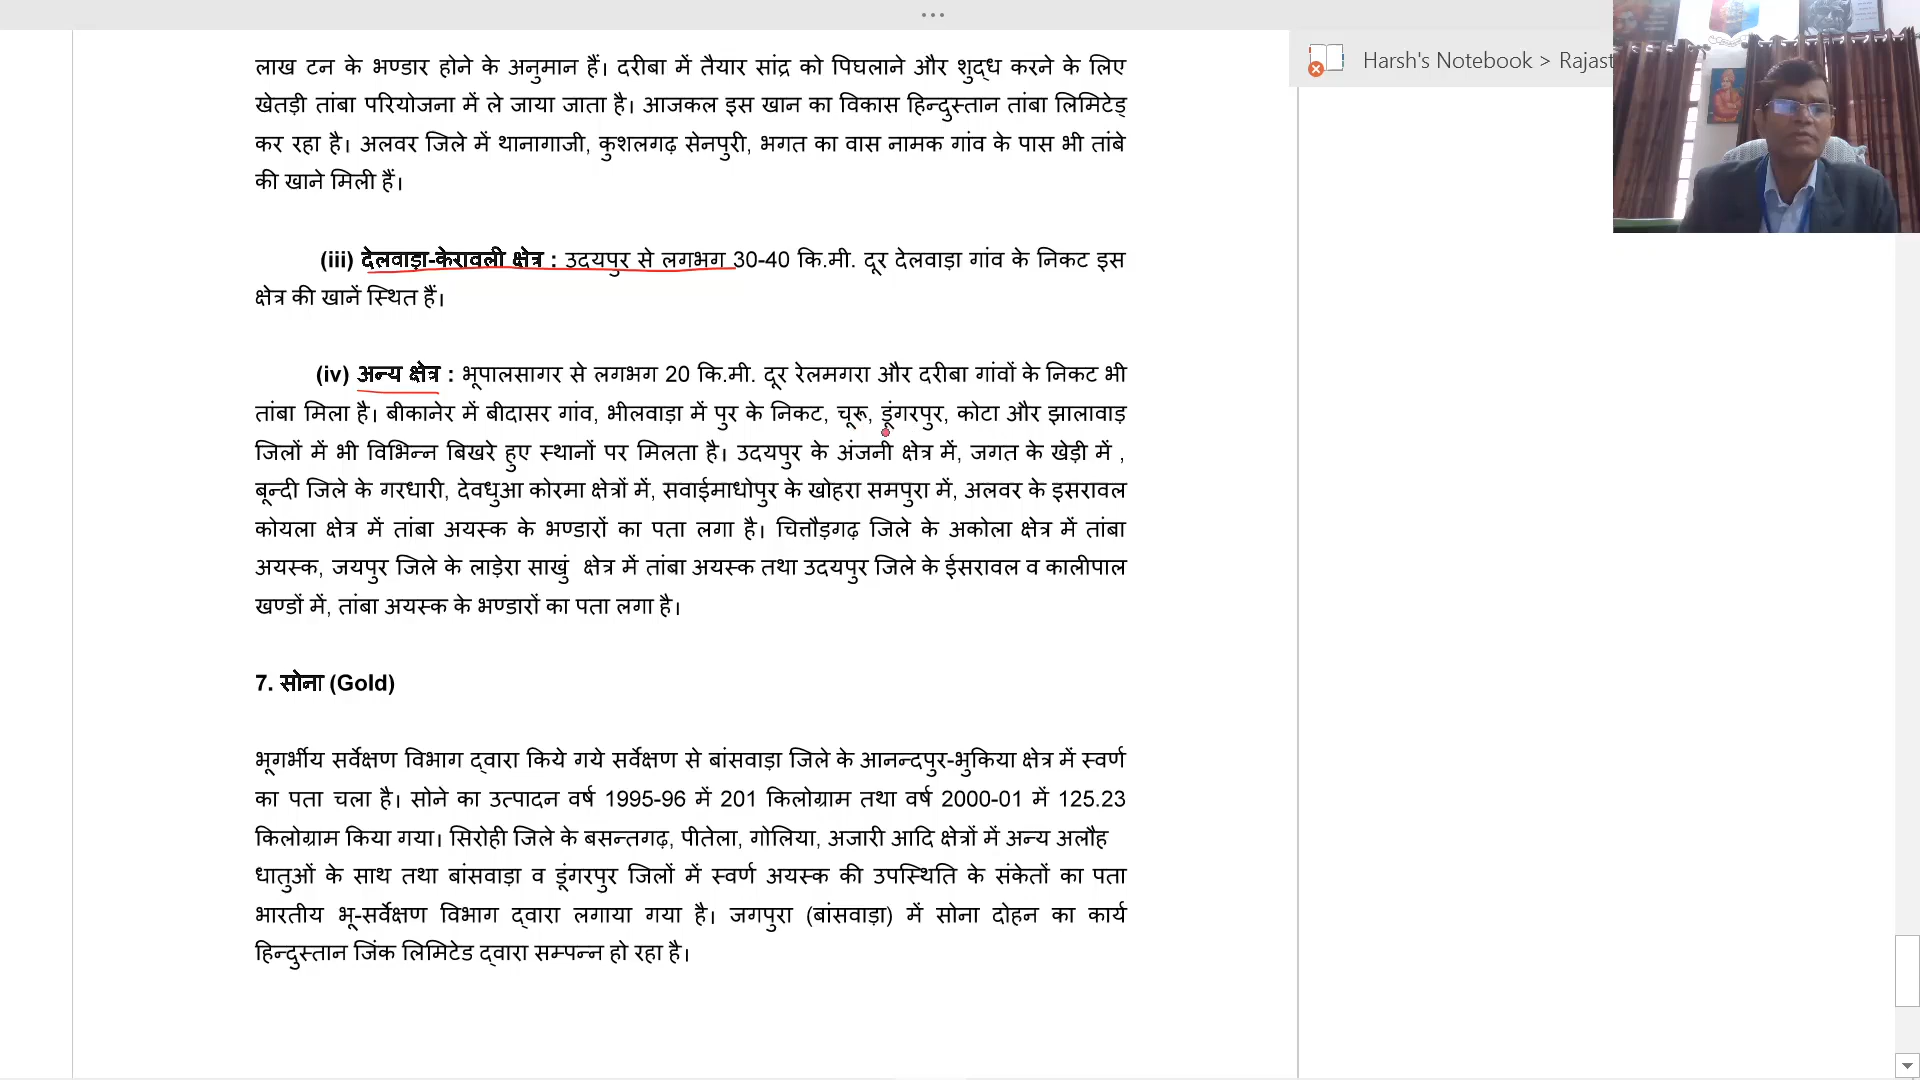 Harsh's Notebook > Rajast
लाख टन के भण्डार होने के अनुमान हैं। दरीबा में तैयार सांद्र को पिघलाने और शुद्ध करने के लिए
खेतड़ी तांबा परियोजना में ले जाया जाता है। आजकल इस खान का विकास हिन्दुस्तान तांबा लिमिटेड्
कर रहा है। अलवर जिले में थानागाजी, कुशलगढ़ सेनपुरी, भगत का वास नामक गांव के पास भी तांबे
की खाने मिली हैं।
(iii) देलवाड़ा-केरावली क्षेत्र : उदयपुर से लगभग 30-40 कि.मी. दूर देलवाड़ा गांव के निकट इस
क्षेत्र की खानें स्थित हैं।
(iv) अन्य क्षेत्र : भूपालसागर से लगभग 20 कि.मी. दूर रेलमगरा और दरीबा गांवों के निकट भी
तांबा मिला है। बीकानेर में बीदासर गांव, भीलवाड़ा में पुर के निकट, चूरू, डूंगरपुर, कोटा और झालावाड़
जिलों में भी विभिन्न बिखरे हुए स्थानों पर मिलता है। उदयपुर के अंजनी क्षेत्र में, जगत के खेड़ी में ,
बून्दी जिले के गरधारी, देवधुआ कोरमा क्षेत्रों में, सवाईमाधोपुर के खोहरा समपुरा में, अलवर के इसरावल
कोयला क्षेत्र में तांबा अयस्क के भण्डारों का पता लगा है। चित्तौड़गढ़ जिले के अकोला क्षेत्र में तांबा
अयस्क, जयपुर जिले के लाड़ेरा साखुं क्षेत्र में तांबा अयस्क तथा उदयपुर जिले के ईसरावल व कालीपाल
खण्डों में, तांबा अयस्क के भण्डारों का पता लगा है।
7. सोना (Gold)
भूगर्भीय सर्वेक्षण विभाग द्वारा किये गये सर्वेक्षण से बांसवाड़ा जिले के आनन्दपुर-भुकिया क्षेत्र में स्वर्ण
का पता चला है। सोने का उत्पादन वर्ष 1995-96 में 201 किलोग्राम तथा वर्ष 2000-01 में 125.23
किलोग्राम किया गया। सिरोही जिले के बसन्तगढ़, पीतेला, गोलिया, अजारी आदि क्षेत्रों में अन्य अलौह
धातुओं के साथ तथा बांसवाड़ा व डूंगरपुर जिलों में स्वर्ण अयस्क की उपस्थिति के संकेतों का पता
भारतीय भू-सर्वेक्षण विभाग द्वारा लगाया गया है। जगपुरा (बांसवाड़ा) में सोना दोहन का कार्य
हिन्दुस्तान जिंक लिमिटेड द्वारा सम्पन्न हो रहा है।